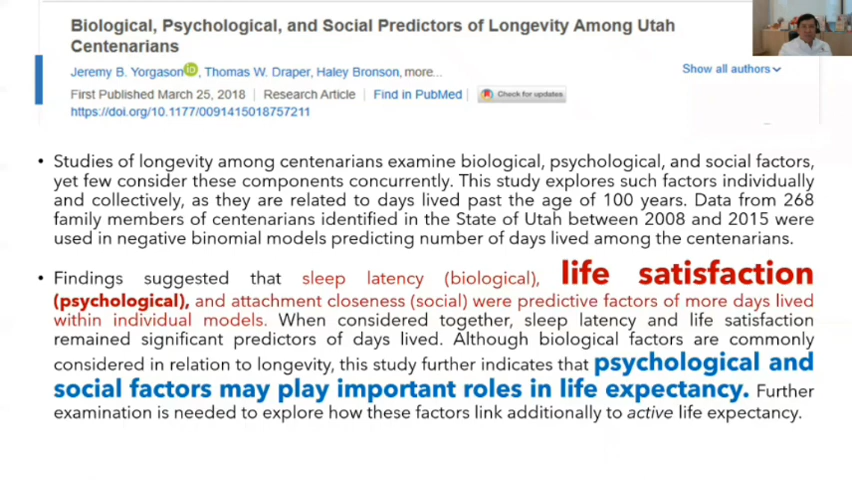 Biological, Psychological, and Social Predictors of Longevity Among Utah
Centenarians
Jeremy B. Yorgason iD, Thomas W. Draper, Haley Bronson, more...
Show all authors
First Published March 25, 2018 | Research Article | Find in PubMed
Check for updates
https://doi.org/10.1177/0091415018757211
• Studies of longevity among centenarians examine biological, psychological, and social factors,
yet few consider these components concurrently. This study explores such factors individually
and collectively, as they are related to days lived past the age of 100 years. Data from 268
family members of centenarians identified in the State of Utah between 2008 and 2015 were
used in negative binomial models predicting number of days lived among the centenarians.
• Findings suggested that sleep latency (biological), life satisfaction
(psychological), and attachment closeness (social) were predictive factors of more days lived
within individual models. When considered together, sleep latency and life satisfaction
remained significant predictors of days lived. Although biological factors are commonly
considered in relation to longevity, this study further indicates that psychological and
social factors may play important roles in life expectancy. Further
examination is needed to explore how these factors link additionally to active life expectancy.